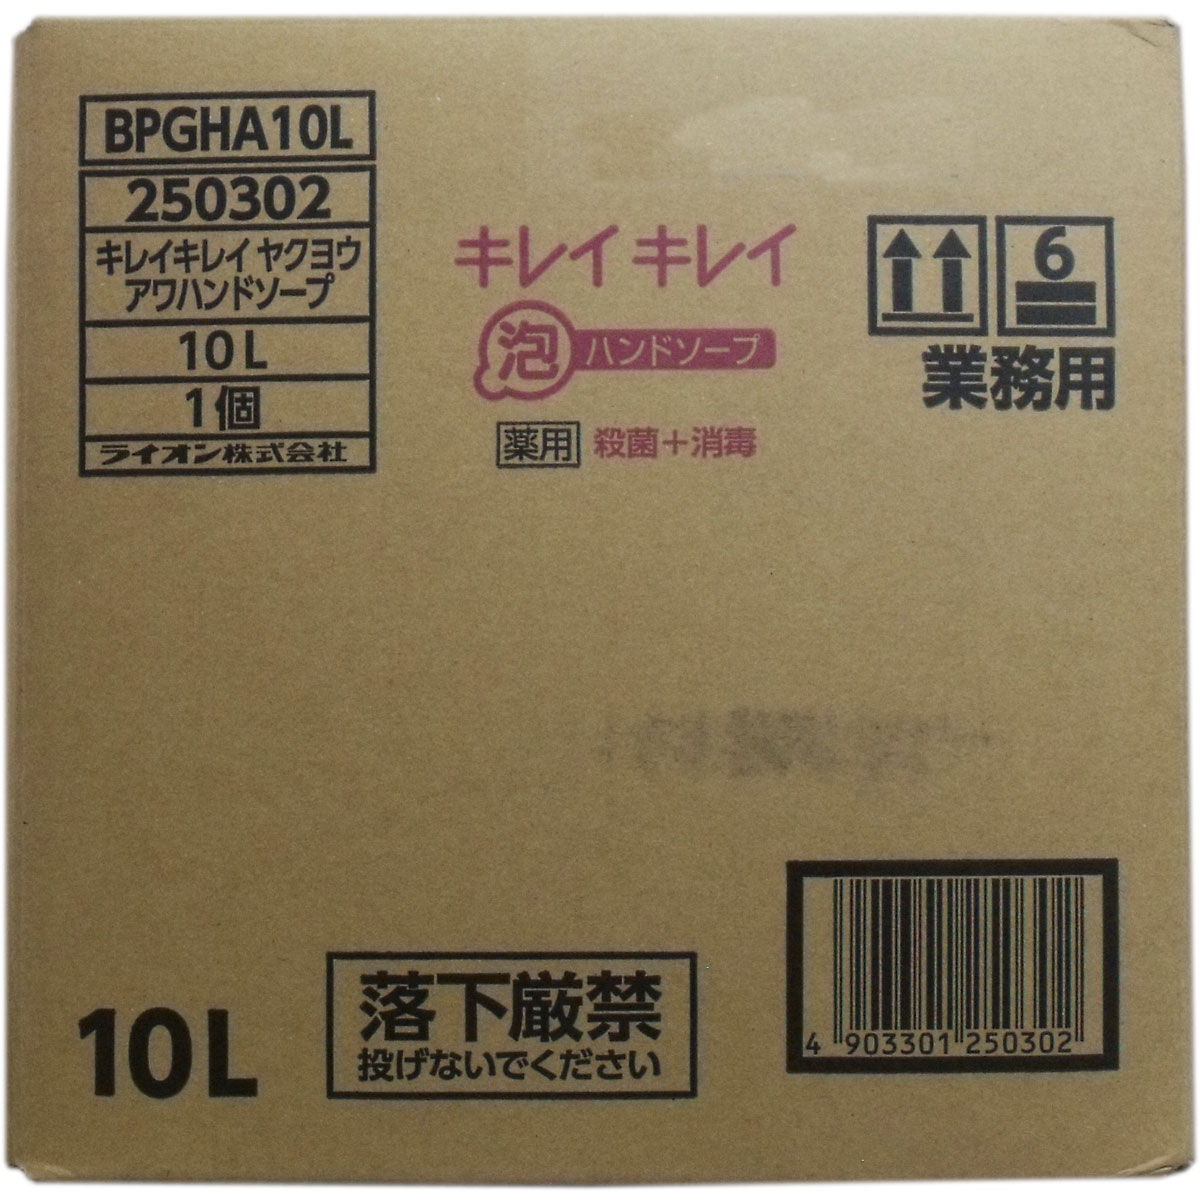 BPGHA10L
250302
キレイキレイ ヤクヨウ
アワハンドソープ
10L
1個
ライオン株式会社
キレイ キレイ
泡 ハンドソープ
薬用 殺菌+消毒
6
業務用
10L
落下厳禁
投げないでください
4 903301 250302